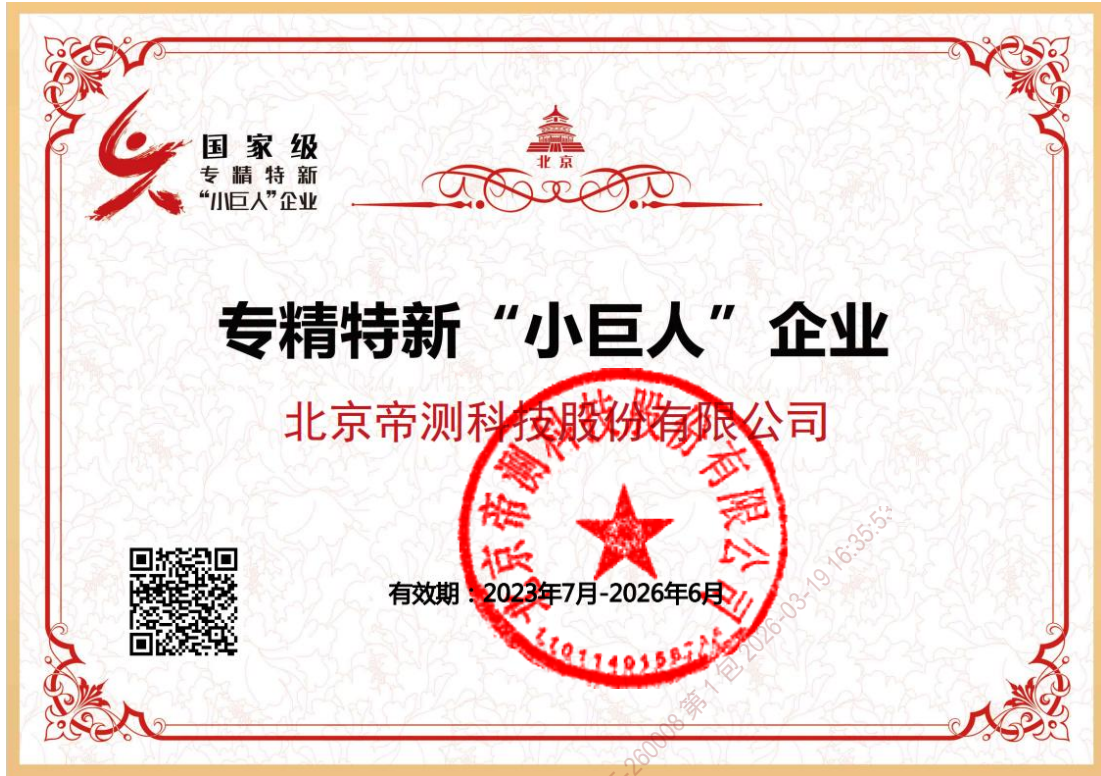 国家级
专精特新
“小巨人”企业
北京
专精特新“小巨人”企业
北京帝测科技股份有限公司
北京帝测科技股份有限公司
有效期：2023年7月-2026年6月
260008 第 1 包 2026-03-19 16:35:53